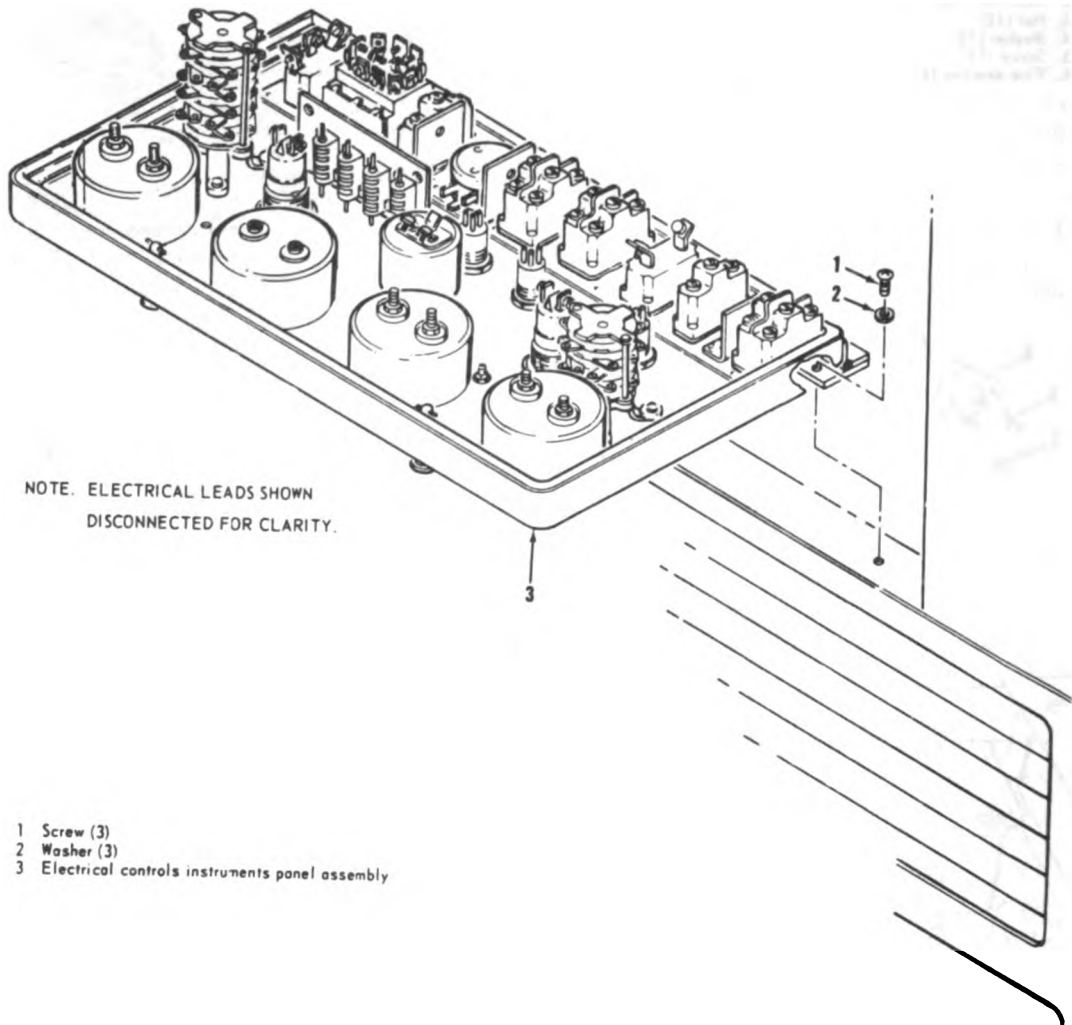 1
2
NOTE. ELECTRICAL LEADS SHOWN
DISCONNECTED FOR CLARITY.
3
1 Screw (3)
2 Washer (3)
3 Electrical controls instruments panel assembly